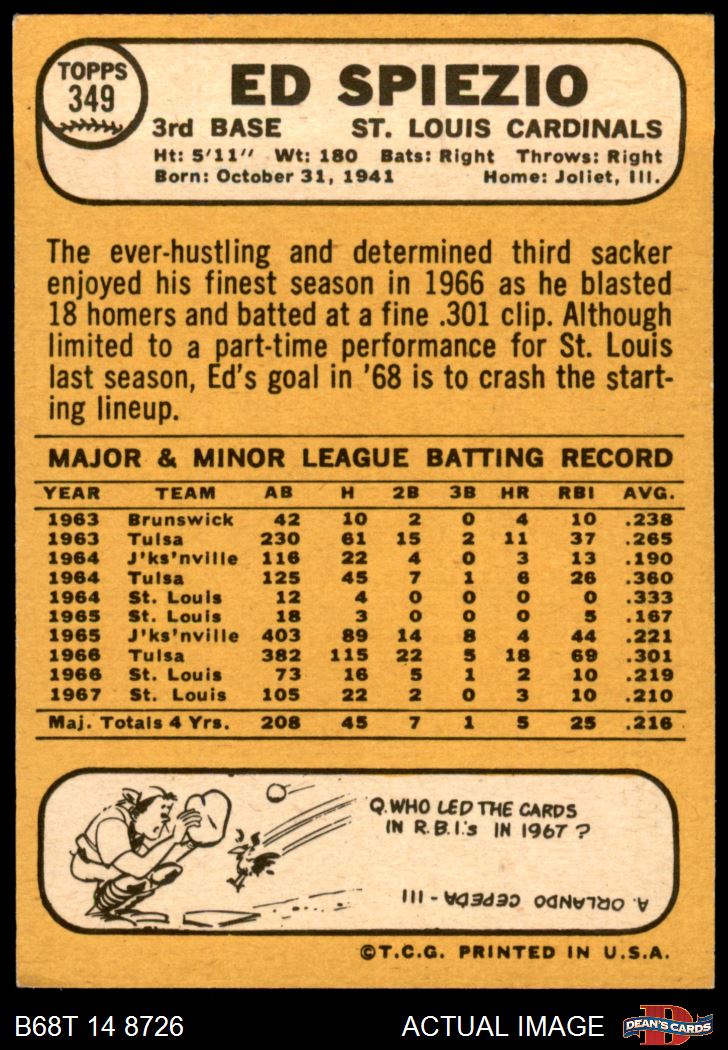 TOPPS
349
ED SPIEZIO
3rd BASE ST. LOUIS CARDINALS
Ht: 5'11" Wt: 180 Bats: Right Throws: Right
Born: October 31, 1941 Home: Joliet, Ill.
The ever-hustling and determined third sacker
enjoyed his finest season in 1966 as he blasted
18 homers and batted at a fine .301 clip. Although
limited to a part-time performance for St. Louis
last season, Ed's goal in '68 is to crash the start-
ing lineup.
MAJOR & MINOR LEAGUE BATTING RECORD
YEAR TEAM AB H 2B 3B HR RBI AVG.
1963 Brunswick 42 10 2 0 4 10 .238
1963 Tulsa 230 61 15 2 11 37 .265
1964 J'ks'nville 116 22 4 0 3 13 .190
1964 Tulsa 125 45 7 1 6 26 .360
1964 St. Louis 12 4 0 0 0 0 .333
1965 St. Louis 18 3 0 0 0 5 .167
1965 J'ks'nville 403 89 14 8 4 44 .221
1966 Tulsa 382 115 22 5 18 69 .301
1966 St. Louis 73 16 5 1 2 10 .219
1967 St. Louis 105 22 2 0 3 10 .210
Maj. Totals 4 Yrs. 208 45 7 1 5 25 .216
Q. WHO LED THE CARDS
IN R.B.I.'s IN 1967 ?
A. ORLANDO CEPEDA - 111
©T.C.G. PRINTED IN U.S.A.
B68T 14 8726 ACTUAL IMAGE DEAN'S CARDS